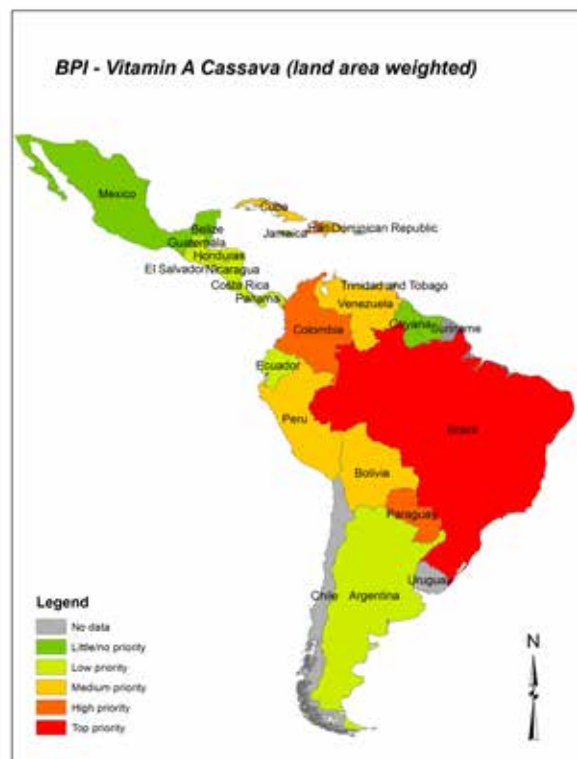 BPI - Vitamin A Cassava (land area weighted)
Mexico
Cuba
Belize
Jamaica
Haiti Dominican Republic
Guatemala
Honduras
El Salvador Nicaragua
Costa Rica
Panama
Trinidad and Tobago
Venezuela
Guyana
Suriname
Colombia
Ecuador
Peru
Brazil
Bolivia
Paraguay
Uruguay
Chile
Argentina
Legend
No data
Little/no priority
Low priority
Medium priority
High priority
Top priority
N